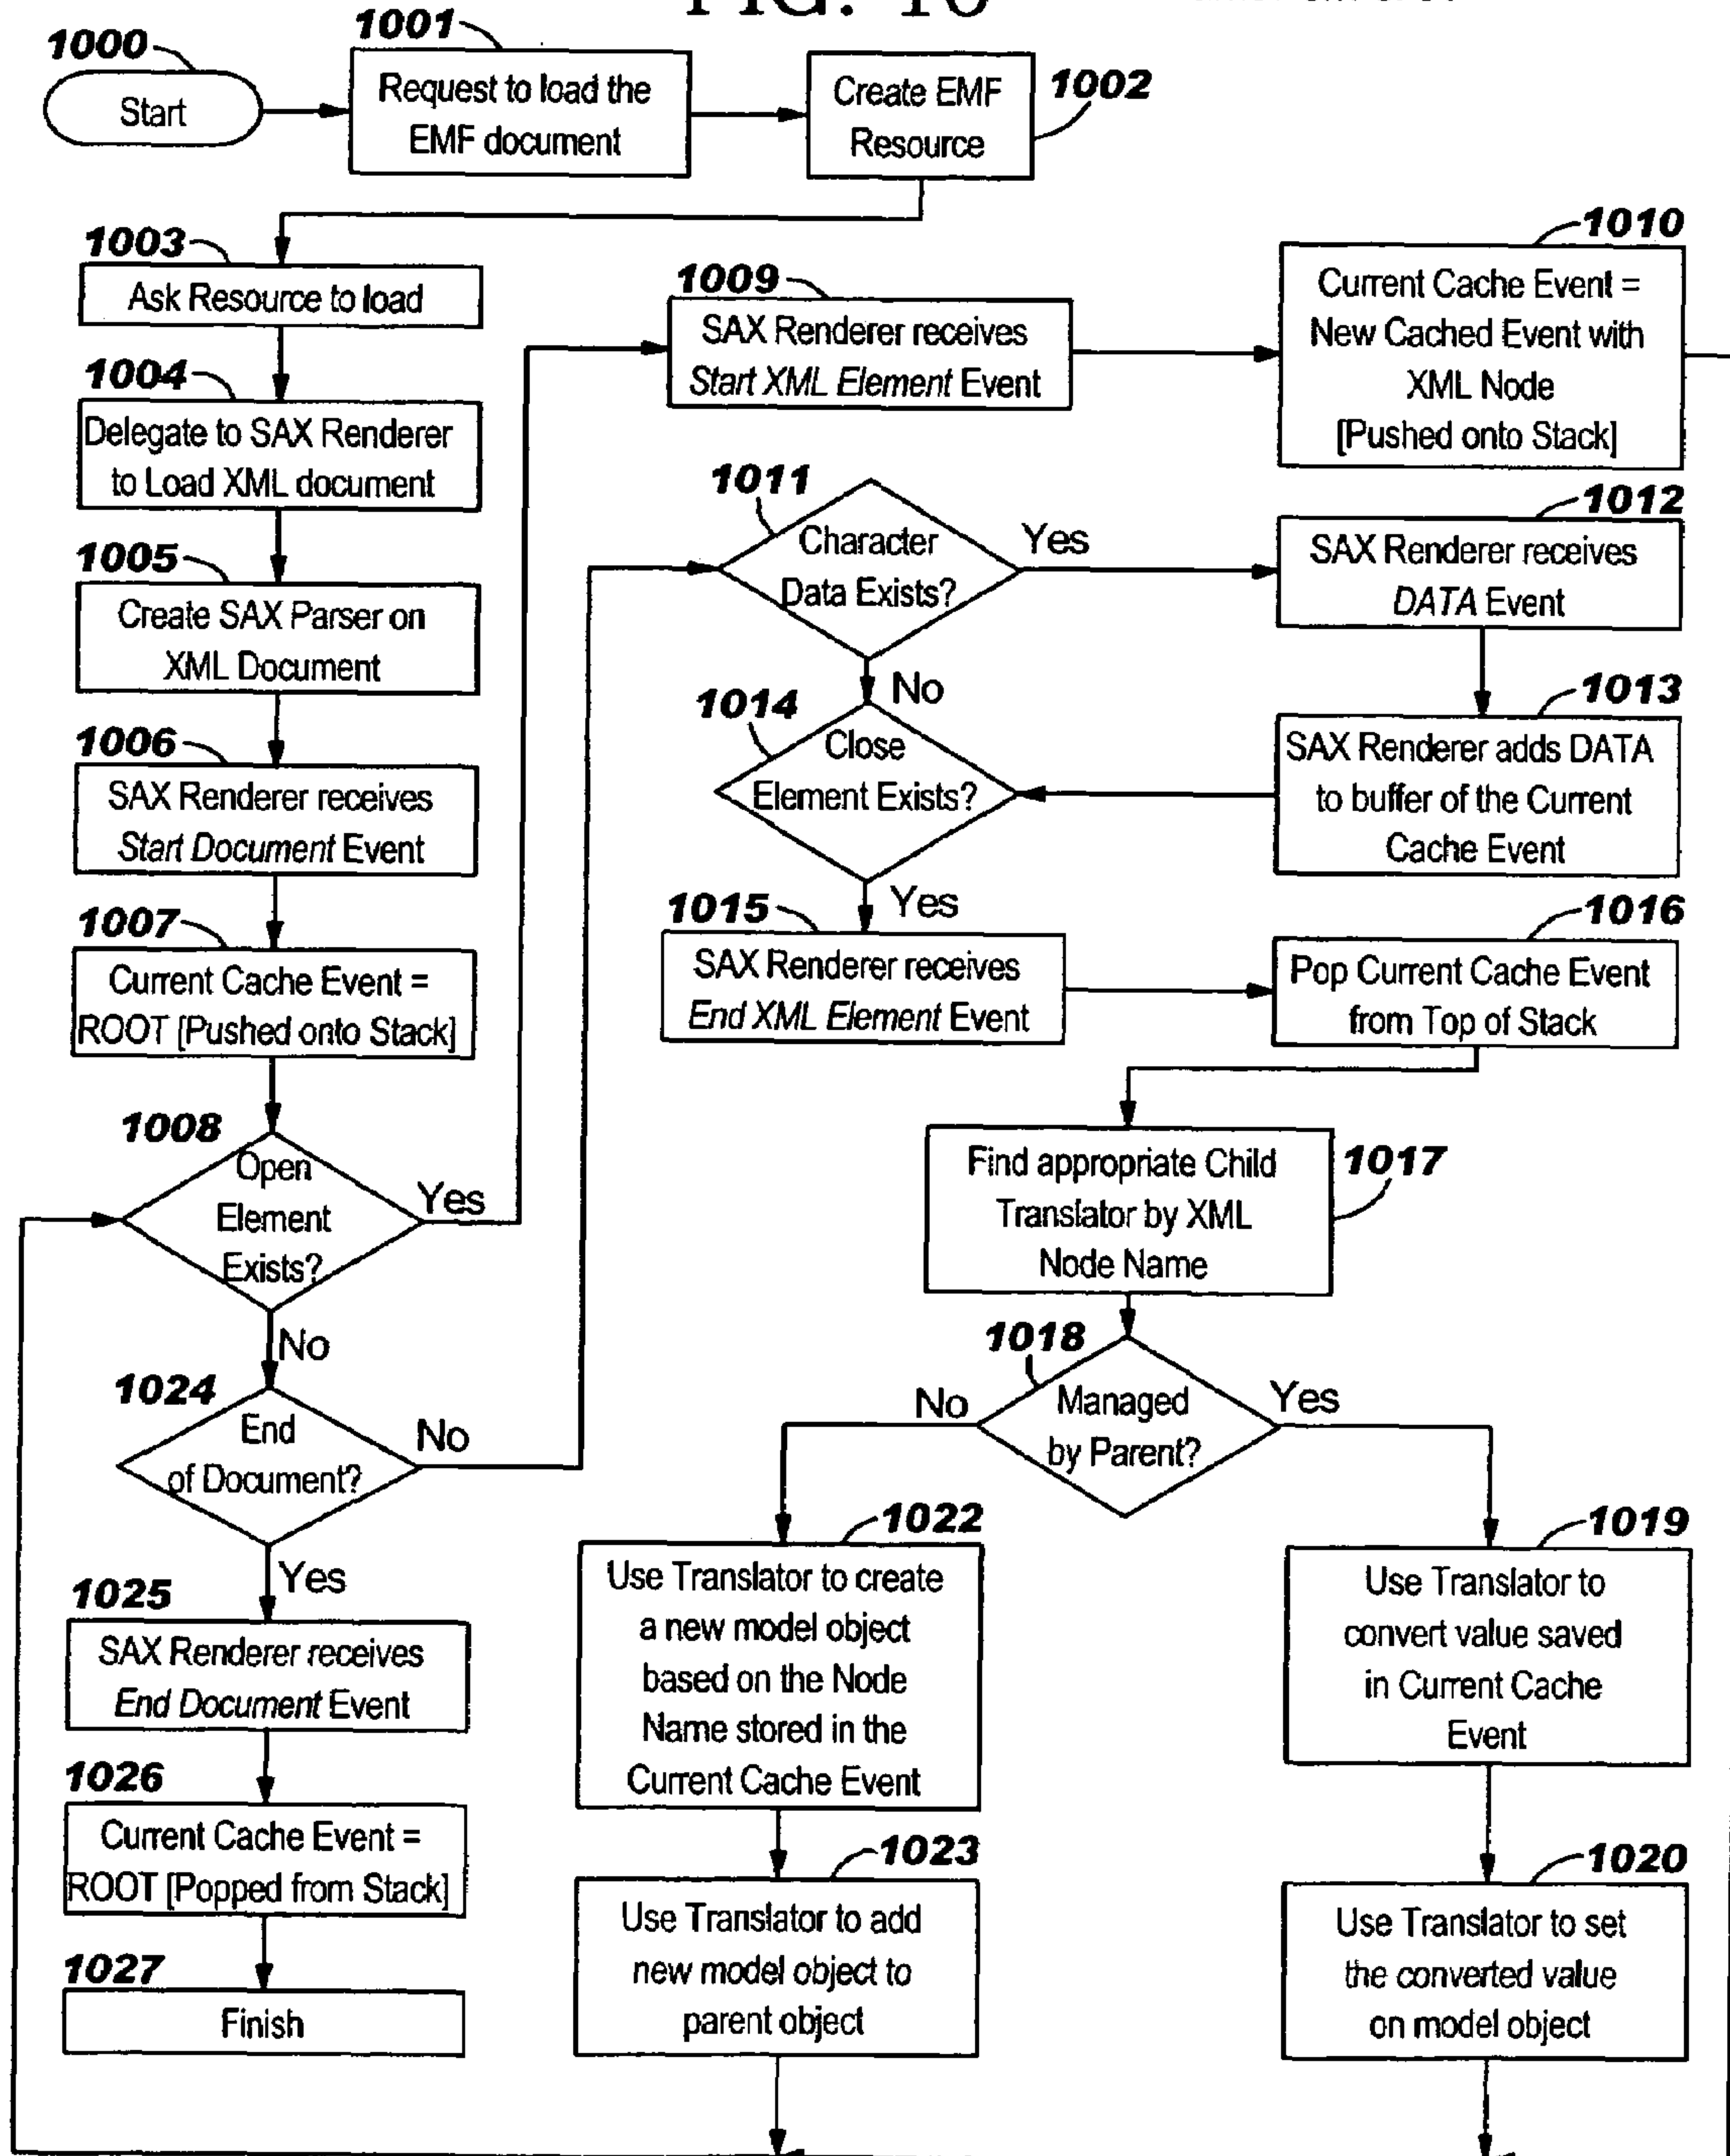 FIG. 10
1000
Start
1001
Request to load the
EMF document
1002
Create EMF
Resource
1003
Ask Resource to load
1004
Delegate to SAX Renderer
to Load XML document
1005
Create SAX Parser on
XML Document
1006
SAX Renderer receives
Start Document Event
1007
Current Cache Event =
ROOT [Pushed onto Stack]
1008
Open
Element
Exists?
Yes
No
1024
End
of Document?
No
Yes
1025
SAX Renderer receives
End Document Event
1026
Current Cache Event =
ROOT [Popped from Stack]
1027
Finish
1009
SAX Renderer receives
Start XML Element Event
1010
Current Cache Event =
New Cached Event with
XML Node
[Pushed onto Stack]
1011
Character
Data Exists?
Yes
No
1012
SAX Renderer receives
DATA Event
1013
SAX Renderer adds DATA
to buffer of the Current
Cache Event
1014
Close
Element Exists?
Yes
1015
SAX Renderer receives
End XML Element Event
1016
Pop Current Cache Event
from Top of Stack
1017
Find appropriate Child
Translator by XML
Node Name
1018
Managed
by Parent?
No
Yes
1022
Use Translator to create
a new model object
based on the Node
Name stored in the
Current Cache Event
1023
Use Translator to add
new model object to
parent object
1019
Use Translator to
convert value saved
in Current Cache
Event
1020
Use Translator to set
the converted value
on model object